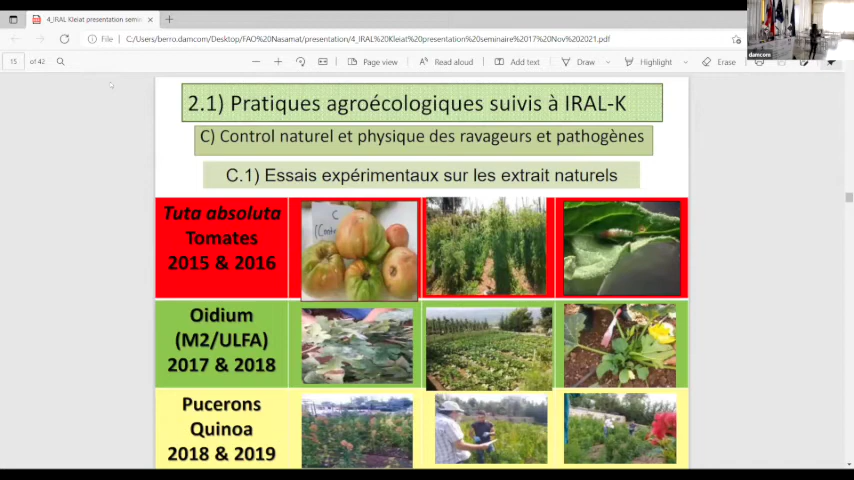 4_IRAL Kleiat presentation semin
File
C:/Users/berro.damcom/Desktop/FAO%20Nasamat/presentation/4_IRAL%20Kleiat%20presentation%20seminaire%2017%20Nov%202021.pdf
damcom
15 of 42
Page view
Read aloud
Add text
Draw
Highlight
Erase
2.1) Pratiques agroécologiques suivis à IRAL-K
C) Control naturel et physique des ravageurs et pathogènes
C.1) Essais expérimentaux sur les extrait naturels
Tuta absoluta
Tomates
2015 & 2016
C
Oidium
(M2/ULFA)
2017 & 2018
Pucerons
Quinoa
2018 & 2019